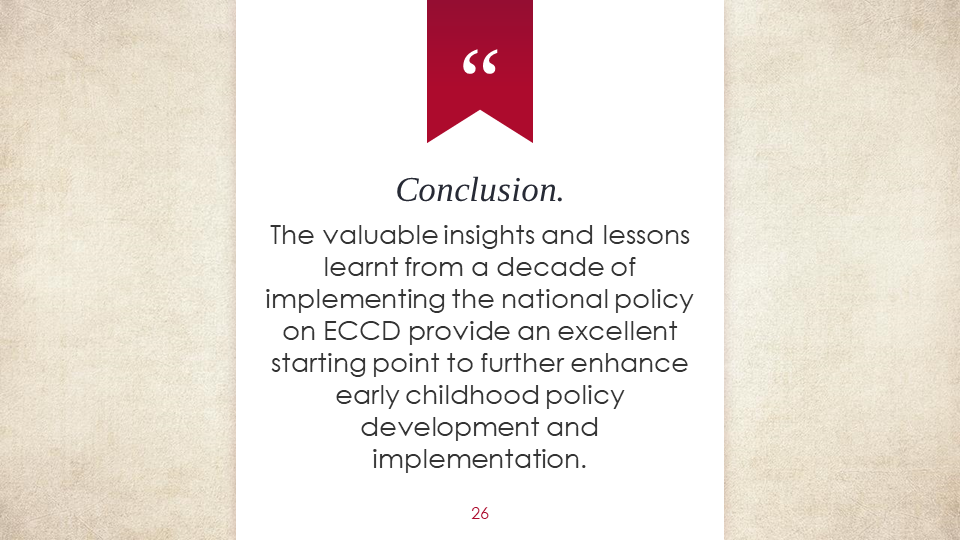 “
Conclusion.
The valuable insights and lessons
learnt from a decade of
implementing the national policy
on ECCD provide an excellent
starting point to further enhance
early childhood policy
development and
implementation.
26